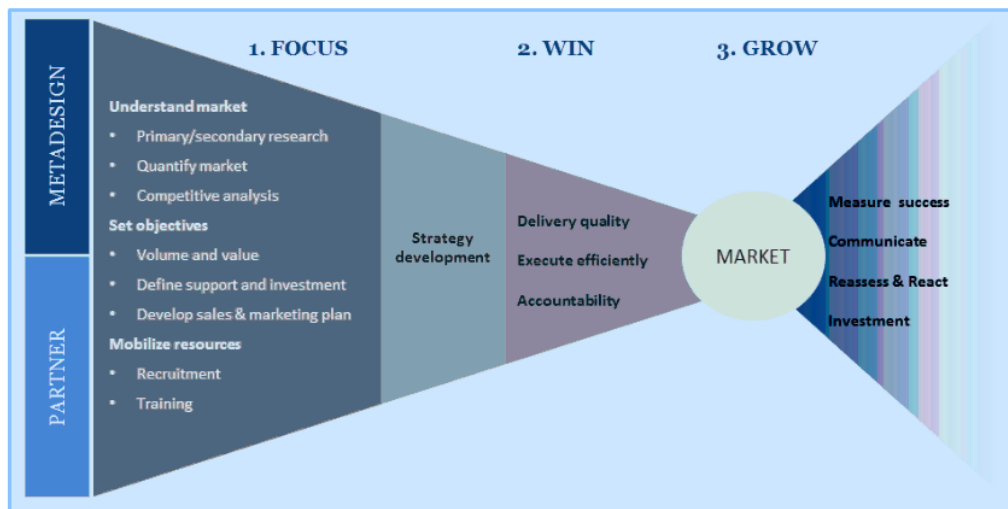 1. FOCUS
2. WIN
3. GROW
METADESIGN
PARTNER
Understand market
• Primary/secondary research
• Quantify market
• Competitive analysis
Set objectives
• Volume and value
• Define support and investment
• Develop sales & marketing plan
Mobilize resources
• Recruitment
• Training
Strategy
development
Delivery quality
Execute efficiently
Accountability
MARKET
Measure success
Communicate
Reassess & React
Investment